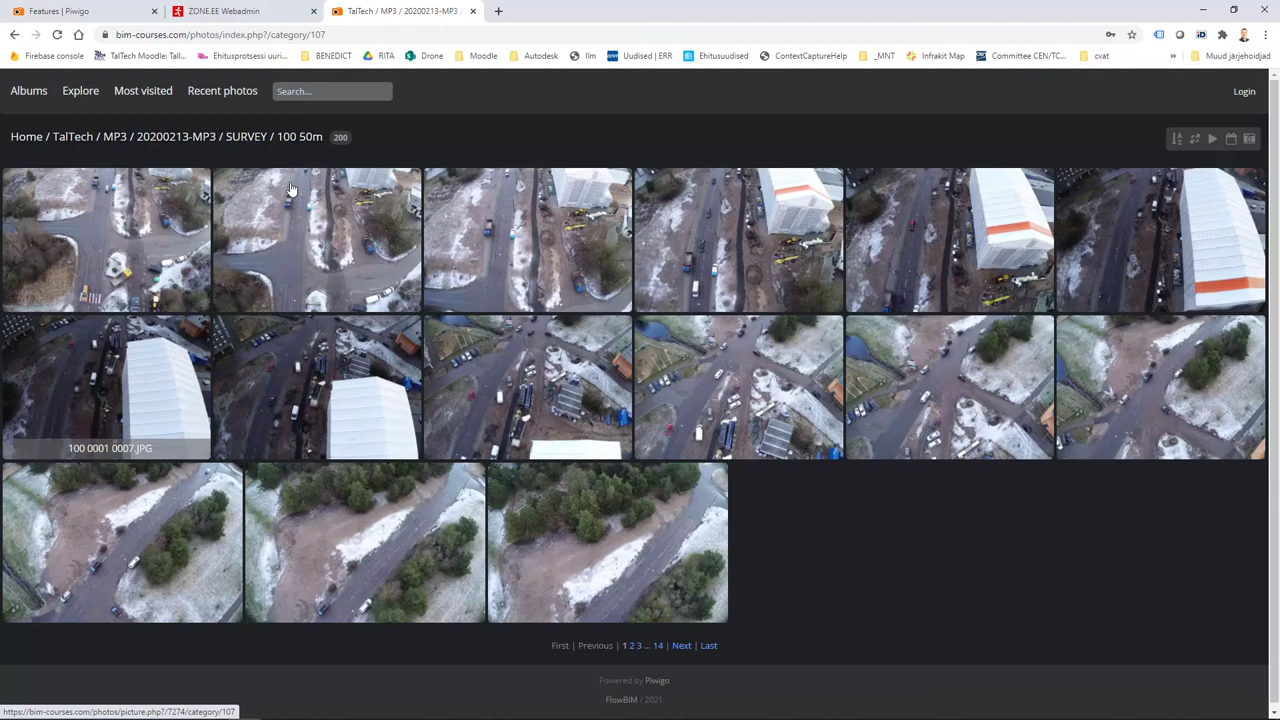 Features | Piwigo
ZONE.EE Webadmin
TalTech / MP3 / 20200213-MP3 /
bim-courses.com/photos/index.php?/category/107
Firebase console
TalTech Moodle: Tall...
Ehitusprotsessi uuri...
BENEDICT
RITA
Drone
Moodle
Autodesk
Ilm
Uudised | ERR
Ehitusuudised
ContextCaptureHelp
_MNT
Infrakit Map
Committee CEN/TC...
cvat
»
Muud järjehoidjad
Albums
Explore
Most visited
Recent photos
Search...
Login
Home / TalTech / MP3 / 20200213-MP3 / SURVEY / 100 50m 200
100 0001 0007.JPG
First | Previous | 1 2 3 ... 14 | Next | Last
Powered by Piwigo
FlowBIM / 2021
https://bim-courses.com/photos/picture.php?/7274/category/107